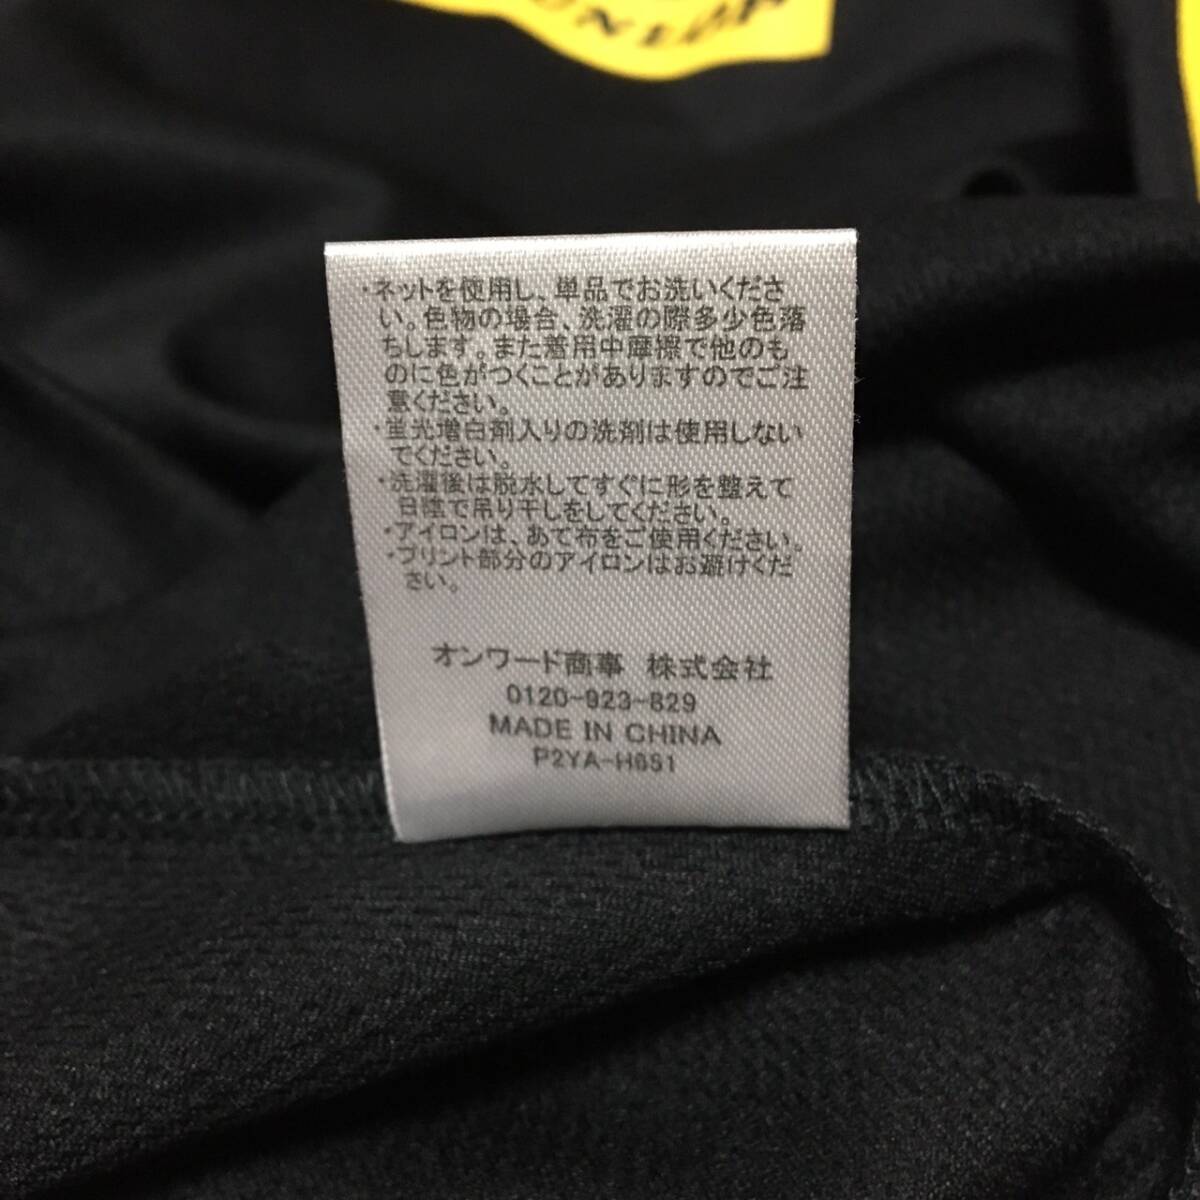 DUNLOP
・ネットを使用し、単品でお洗いくださ
い。色物の場合、洗濯の際多少色落
ちします。また着用中摩擦で他のも
のに色がつくことがありますのでご注
意ください。
・蛍光増白剤入りの洗剤は使用しない
でください。
・洗濯後は脱水してすぐに形を整えて
日陰で吊り干しをしてください。
・アイロンは、あて布をご使用ください。
・プリント部分のアイロンはお避けくだ
さい。
オンワード商事 株式会社
0120-923-829
MADE IN CHINA
P2YA-H651